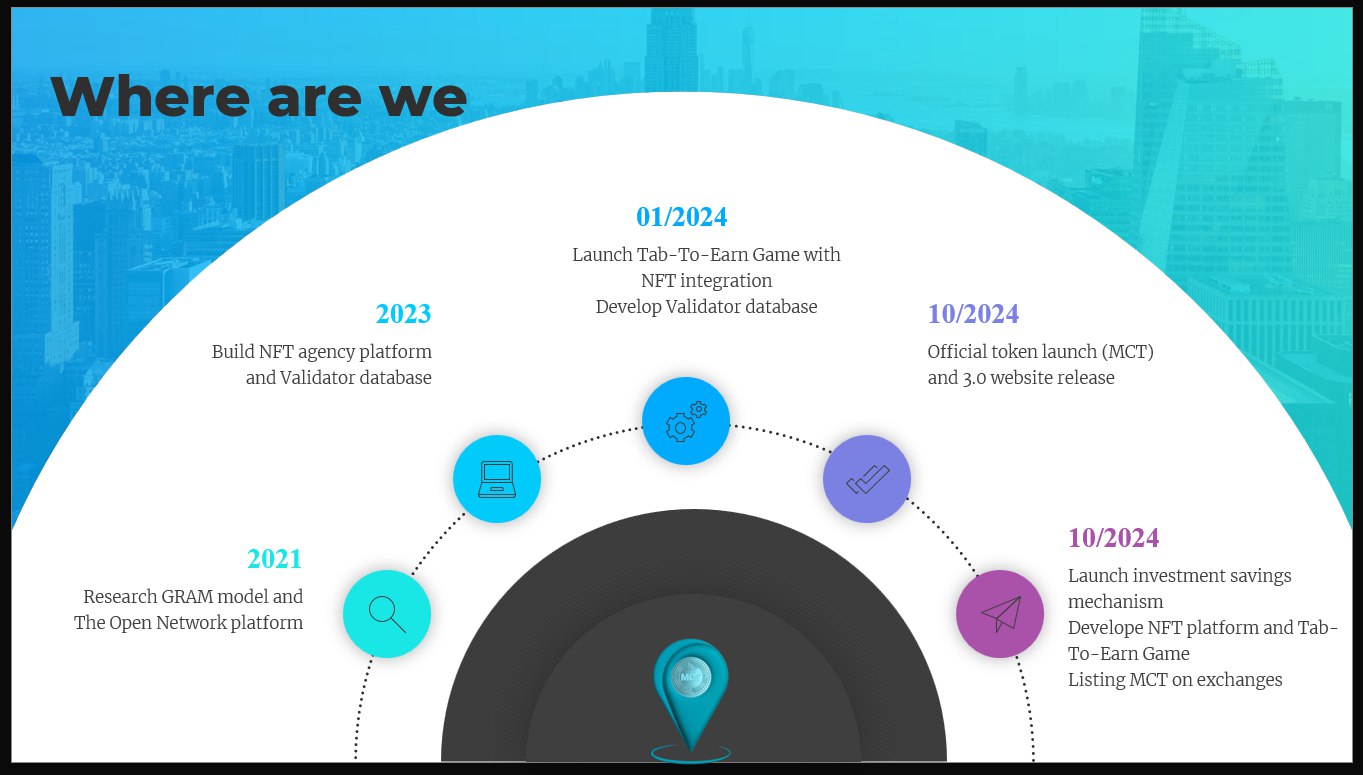 Where are we
01/2024
Launch Tab-To-Earn Game with
NFT integration
Develop Validator database
2023
Build NFT agency platform
and Validator database
10/2024
Official token launch (MCT)
and 3.0 website release
2021
Research GRAM model and
The Open Network platform
10/2024
Launch investment savings
mechanism
Develope NFT platform and Tab-
To-Earn Game
Listing MCT on exchanges
MCT